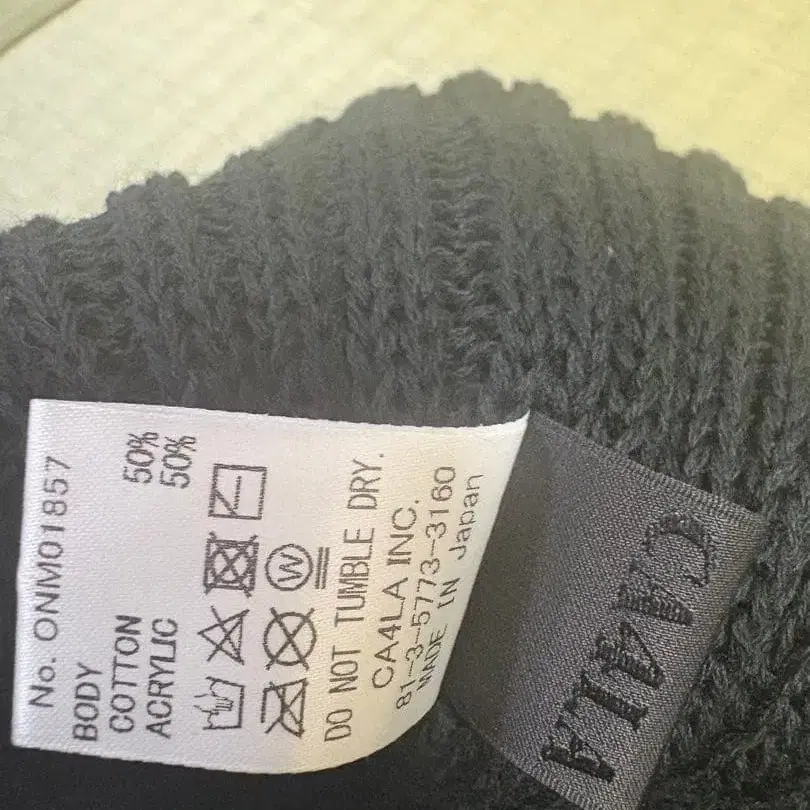 No. ONM01857
BODY
COTTON 50%
ACRYLIC 50%
W
DO NOT TUMBLE DRY.
CA4LA INC.
81-3-5773-3160
MADE IN Japan
CA4LA